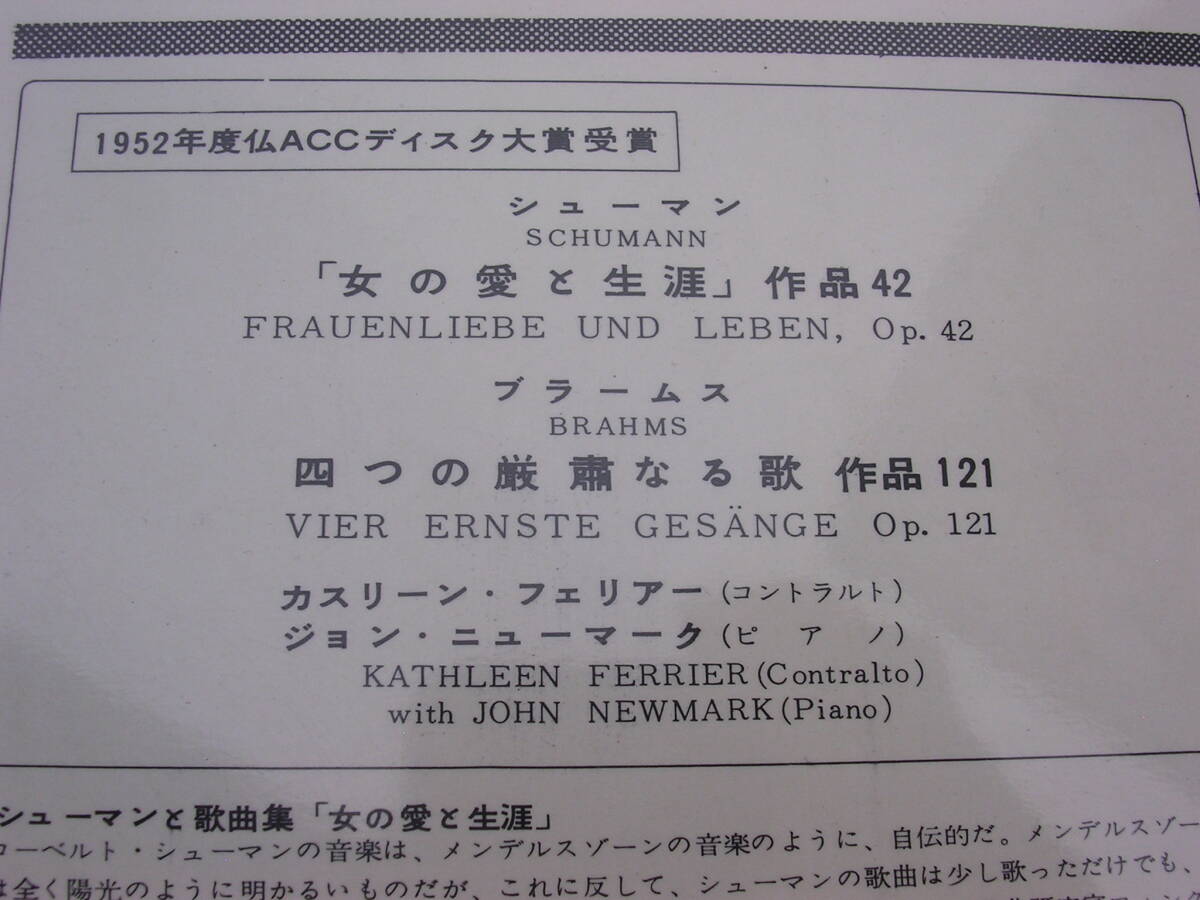 1952年度仏ACCディスク大賞受賞
シューマン
SCHUMANN
「女の愛と生涯」作品42
FRAUENLIEBE UND LEBEN, Op. 42
ブラームス
BRAHMS
四つの厳粛なる歌 作品121
VIER ERNSTE GESÄNGE Op. 121
カスリーン・フェリアー(コントラルト)
ジョン・ニューマーク(ピアノ)
KATHLEEN FERRIER(Contralto)
with JOHN NEWMARK(Piano)
シューマンと歌曲集「女の愛と生涯」
ローベルト・シューマンの音楽は、メンデルスゾーンの音楽のように、自伝的だ。メンデルスゾー
は全く陽光のように明かるいものだが、これに反して、シューマンの歌曲は少し歌っただけでも、